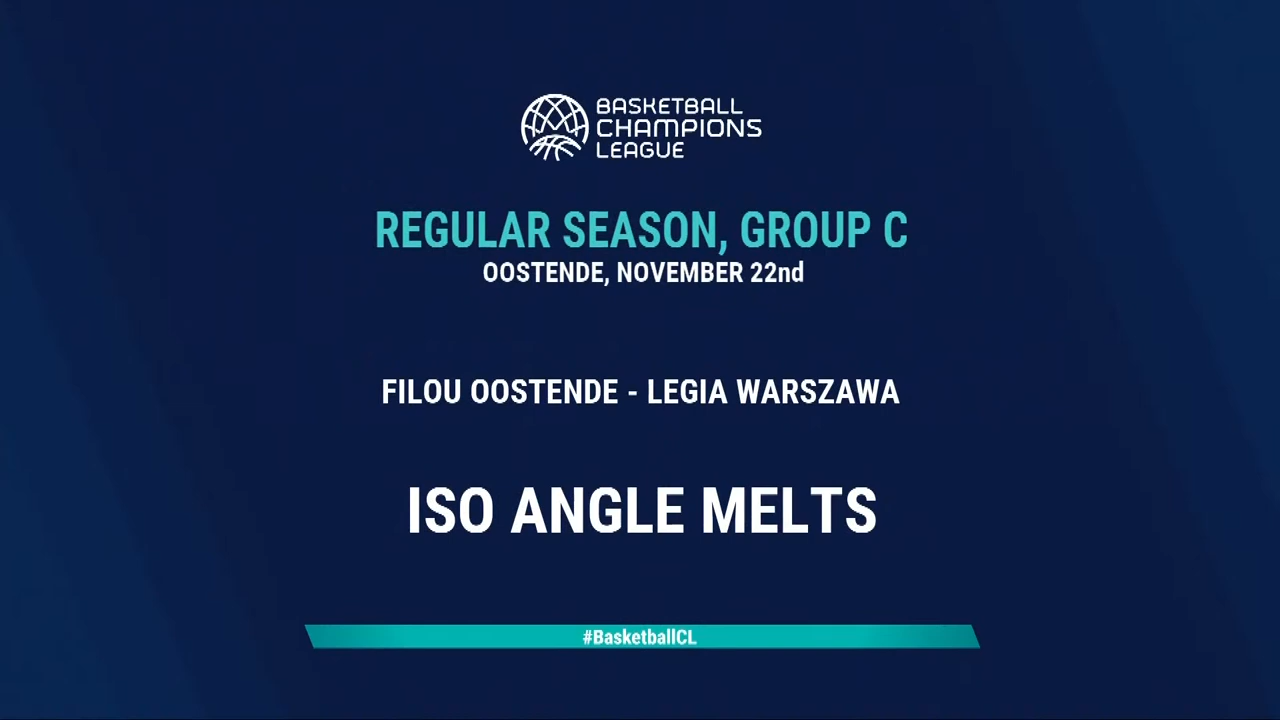 BASKETBALL
CHAMPIONS
LEAGUE
REGULAR SEASON, GROUP C
OOSTENDE, NOVEMBER 22nd
FILOU OOSTENDE - LEGIA WARSZAWA
ISO ANGLE MELTS
#BasketballCL